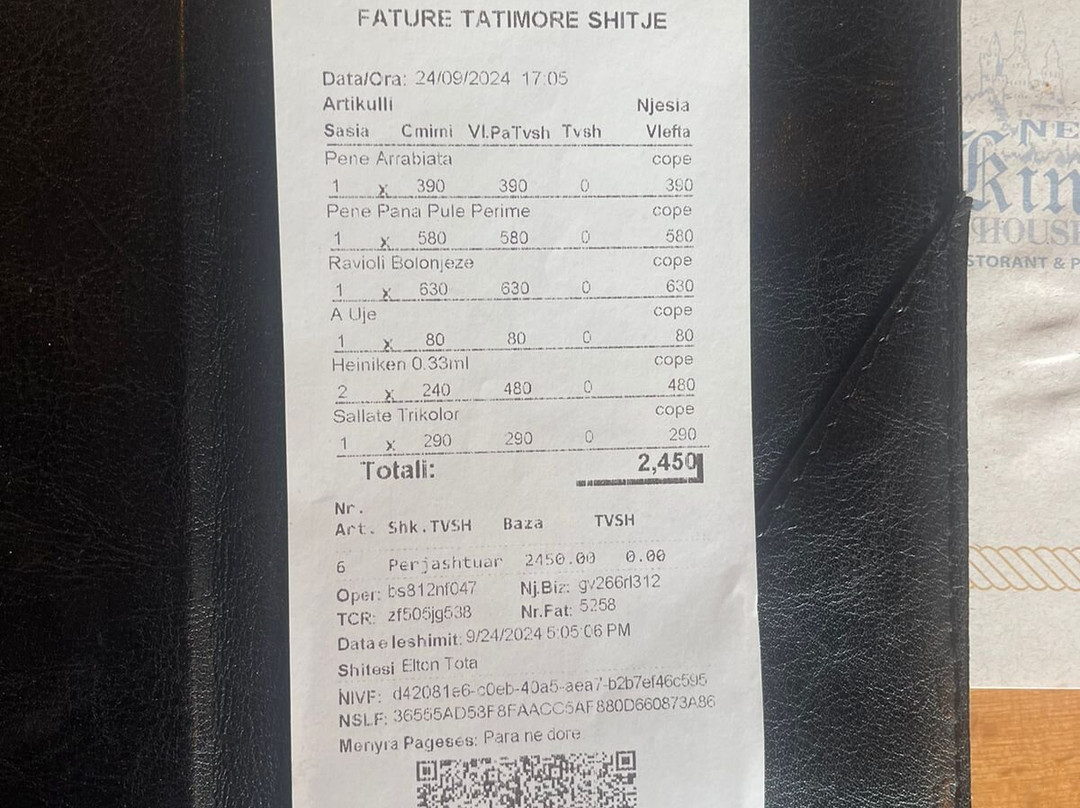 FATURE TATIMORE SHITJE
Data/Ora: 24/09/2024 17:05
Artikulli Njesia
Sasia Cmimi Vl.PaTvsh Tvsh Vlefta
Pene Arrabiata cope
1 x 390 390 0 390
Pene Pana Pule Perime cope
1 x 580 580 0 580
Ravioli Bolonjeze cope
1 x 630 630 0 630
A Uje cope
1 x 80 80 0 80
Heiniken 0.33ml cope
2 x 240 480 0 480
Sallate Trikolor cope
1 x 290 290 0 290
Totali: 2,450
Nr.
Art. Shk.TVSH Baza TVSH
6 Perjashtuar 2450.00 0.00
Oper: bs812nf047 Nj.Biz: gv266rl312
TCR: zf505jg538 Nr.Fat: 5258
Data e leshimit: 9/24/2024 5:05:06 PM
Shitesi Elton Tota
NIVF: d42081e6-c0eb-40a5-aea7-b2b7ef46c595
NSLF: 36555AD53F8FAACC5AF880D660873A86
Menyra Pageses: Para ne dore
NE
Kin
HOUS
STORANT & P